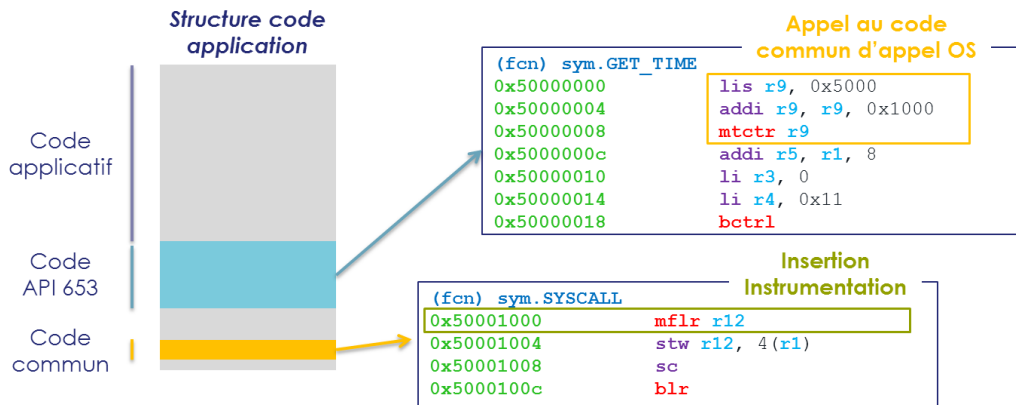 Structure code
application
Code
applicatif
Code
API 653
Code
commun
Appel au code
commun d'appel OS
(fcn) sym.GET_TIME
0x50000000 lis r9, 0x5000
0x50000004 addi r9, r9, 0x1000
0x50000008 mtctr r9
0x5000000c addi r5, r1, 8
0x50000010 li r3, 0
0x50000014 li r4, 0x11
0x50000018 bctrl
Insertion
Instrumentation
(fcn) sym.SYSCALL
0x50001000 mflr r12
0x50001004 stw r12, 4(r1)
0x50001008 sc
0x5000100c blr